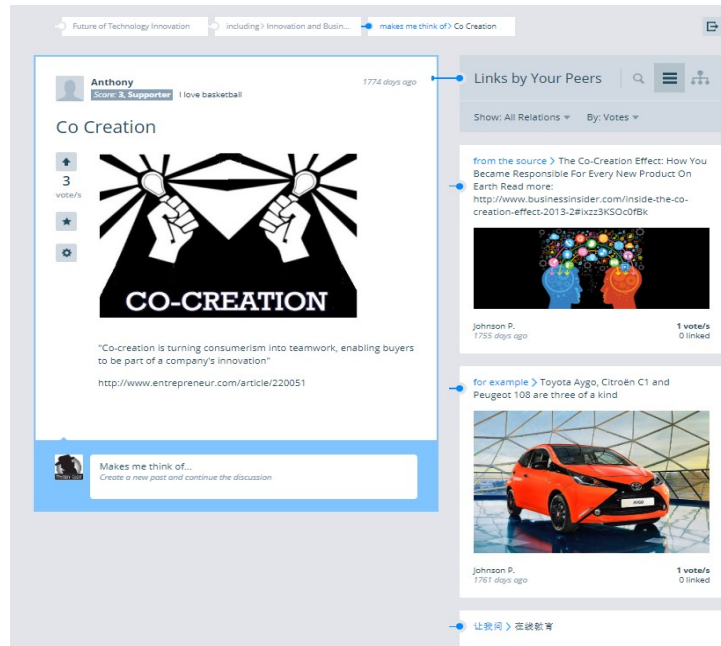 Future of Technology Innovation
including > Innovation and Busin...
makes me think of > Co Creation
Anthony
1774 days ago
Score: 3, Supporter I love basketball
Co Creation
3
vote/s
CO-CREATION
"Co-creation is turning consumerism into teamwork, enabling buyers
to be part of a company's innovation"
http://www.entrepreneur.com/article/220051
Makes me think of...
Create a new post and continue the discussion
Links by Your Peers
Show: All Relations
By: Votes
from the source > The Co-Creation Effect: How You
Became Responsible For Every New Product On
Earth Read more:
http://www.businessinsider.com/inside-the-co-
creation-effect-2013-2#ixzz3KSOc0fBk
Johnson P.
1 vote/s
1755 days ago
0 linked
for example > Toyota Aygo, Citroën C1 and
Peugeot 108 are three of a kind
AYGO
Johnson P.
1 vote/s
1761 days ago
0 linked
让我问 > 在线教育